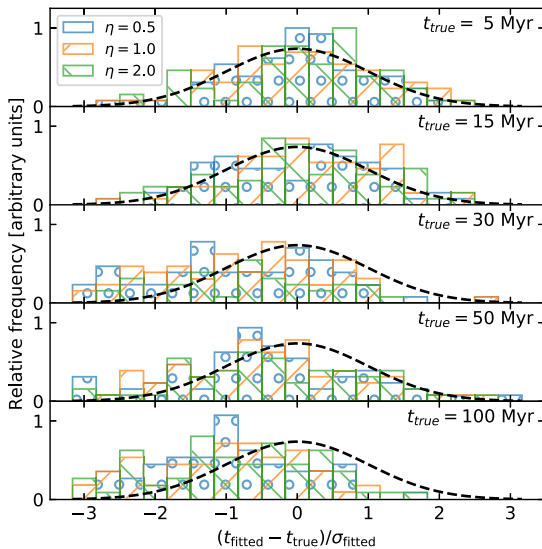 η = 0.5
η = 1.0
η = 2.0
t_true = 5 Myr
1
0
t_true = 15 Myr
1
0
t_true = 30 Myr
1
0
t_true = 50 Myr
1
0
t_true = 100 Myr
1
0
Relative frequency [arbitrary units]
−3 −2 −1 0 1 2 3
(t_fitted − t_true)/σ_fitted